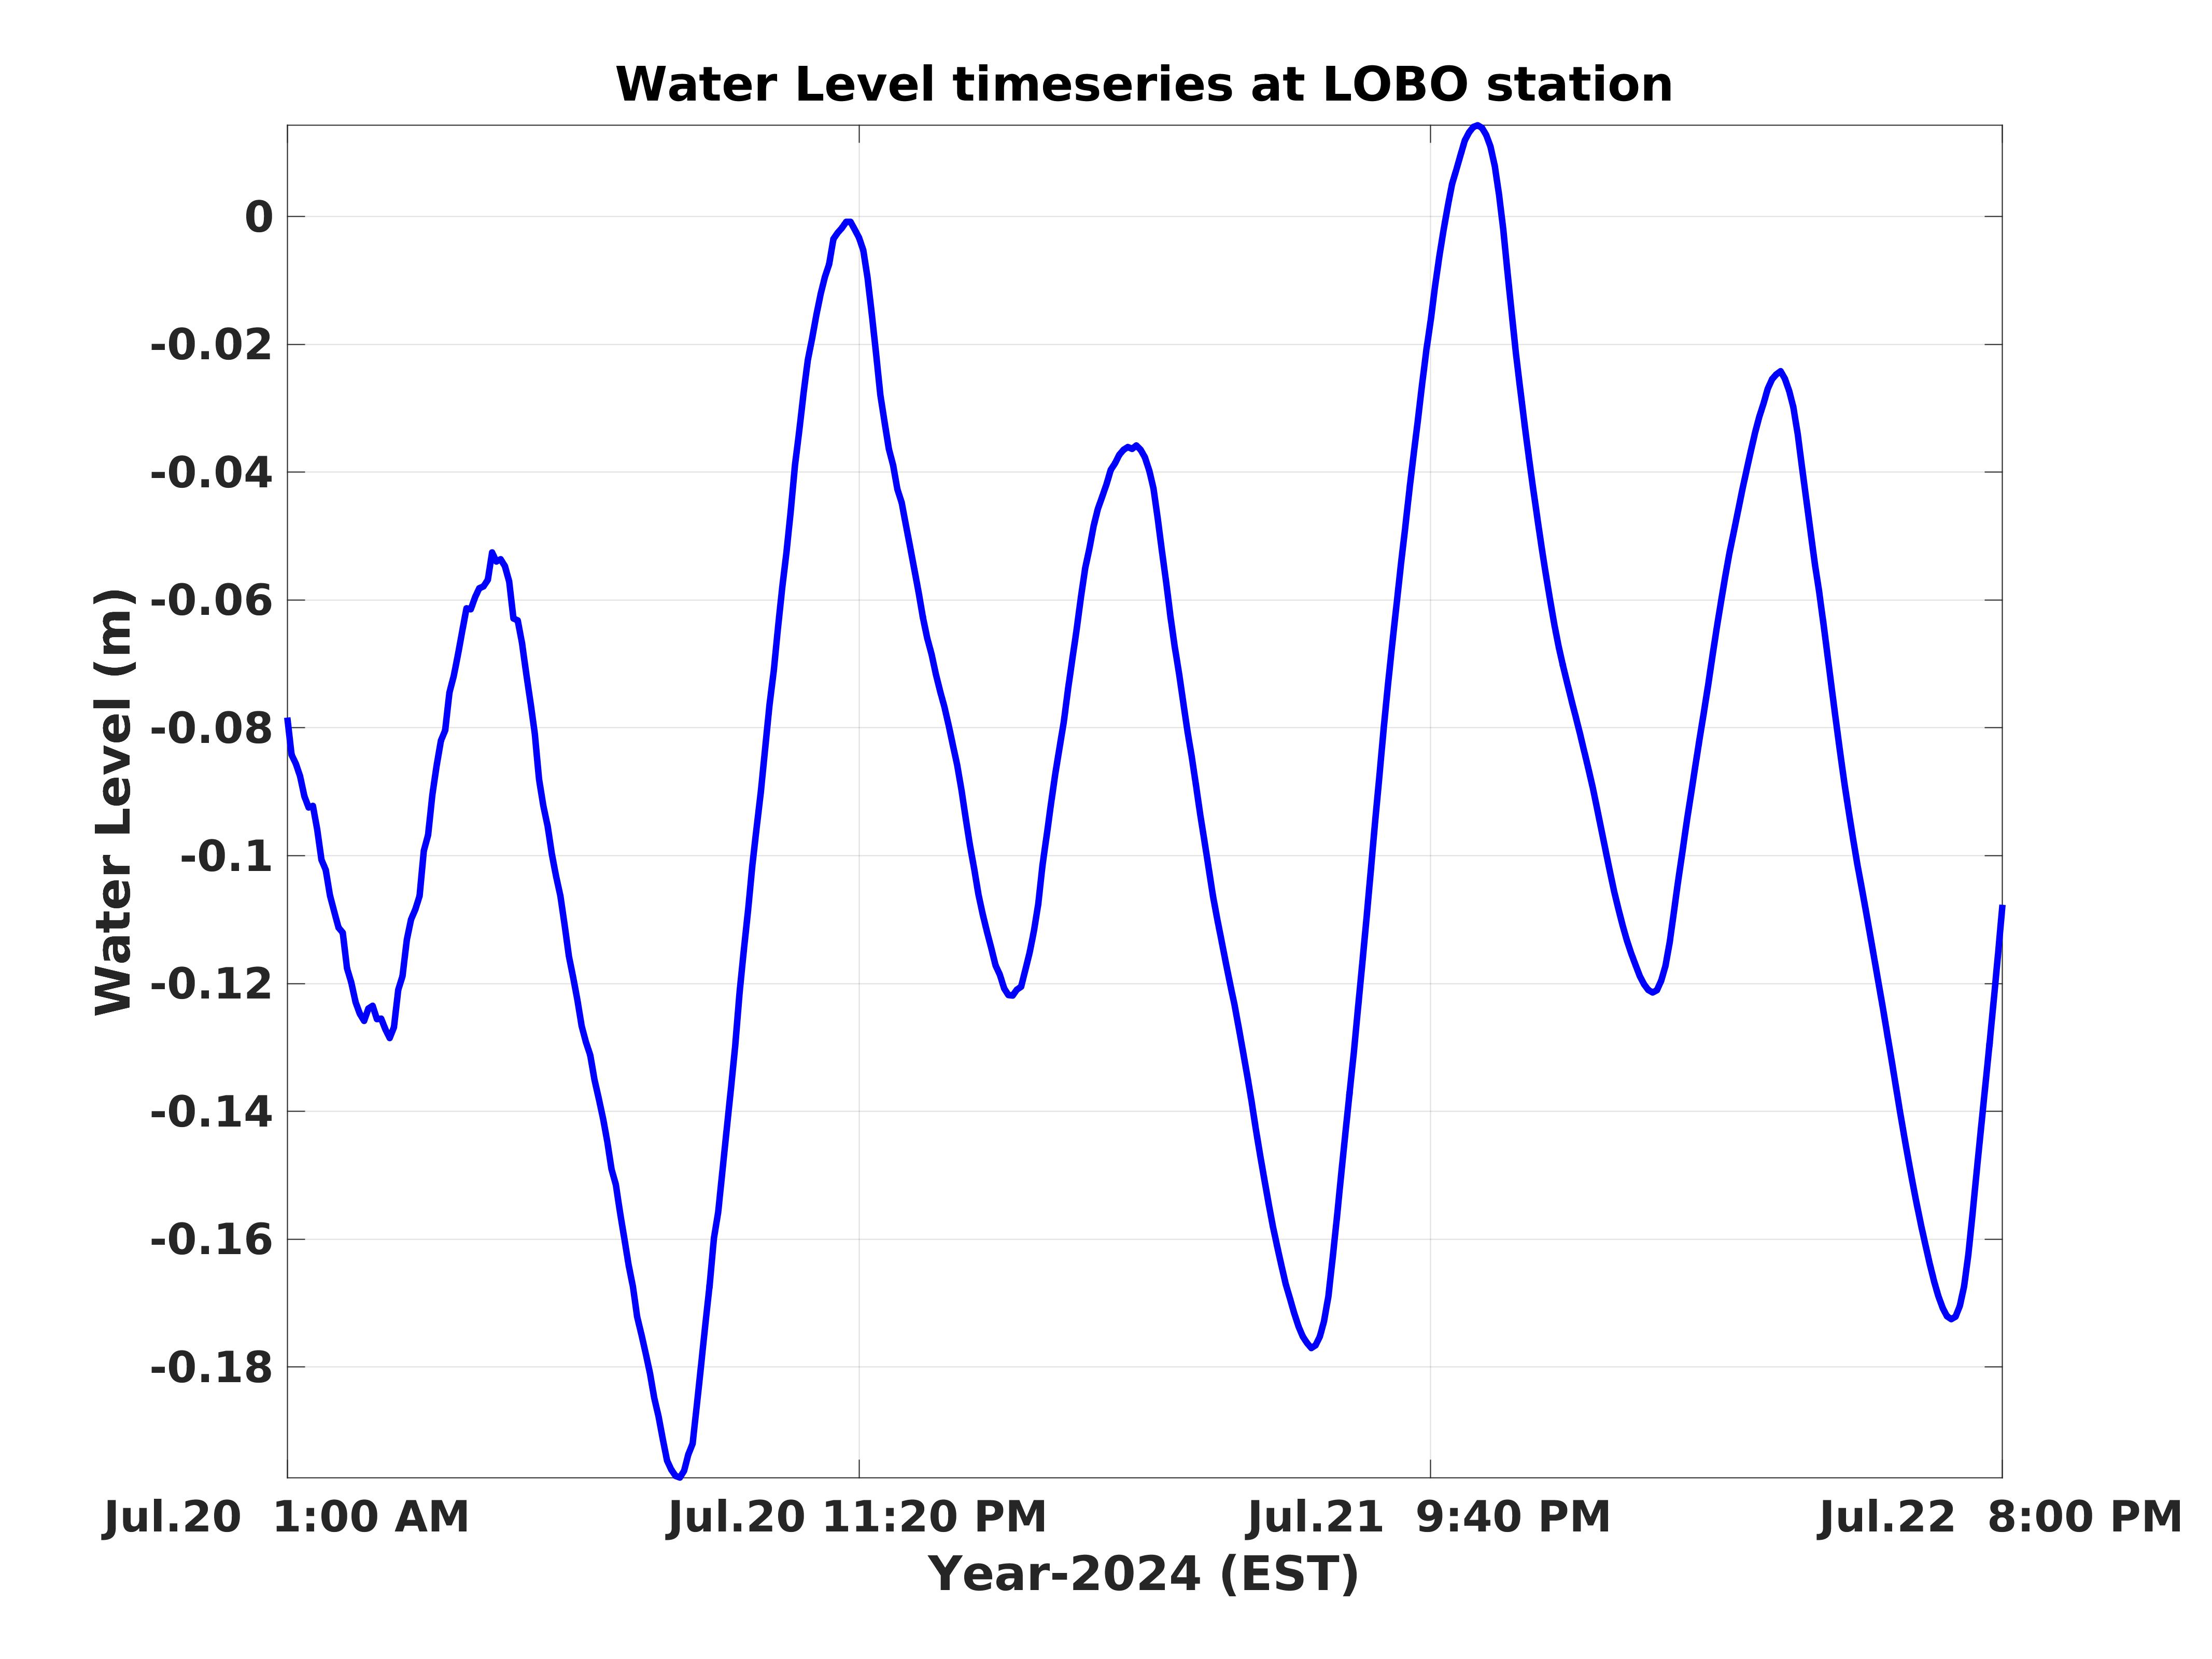 Water Level timeseries at LOBO station
Water Level (m)
0
-0.02
-0.04
-0.06
-0.08
-0.1
-0.12
-0.14
-0.16
-0.18
Jul.20  1:00 AM
Jul.20 11:20 PM
Jul.21  9:40 PM
Jul.22  8:00 PM
Year-2024 (EST)